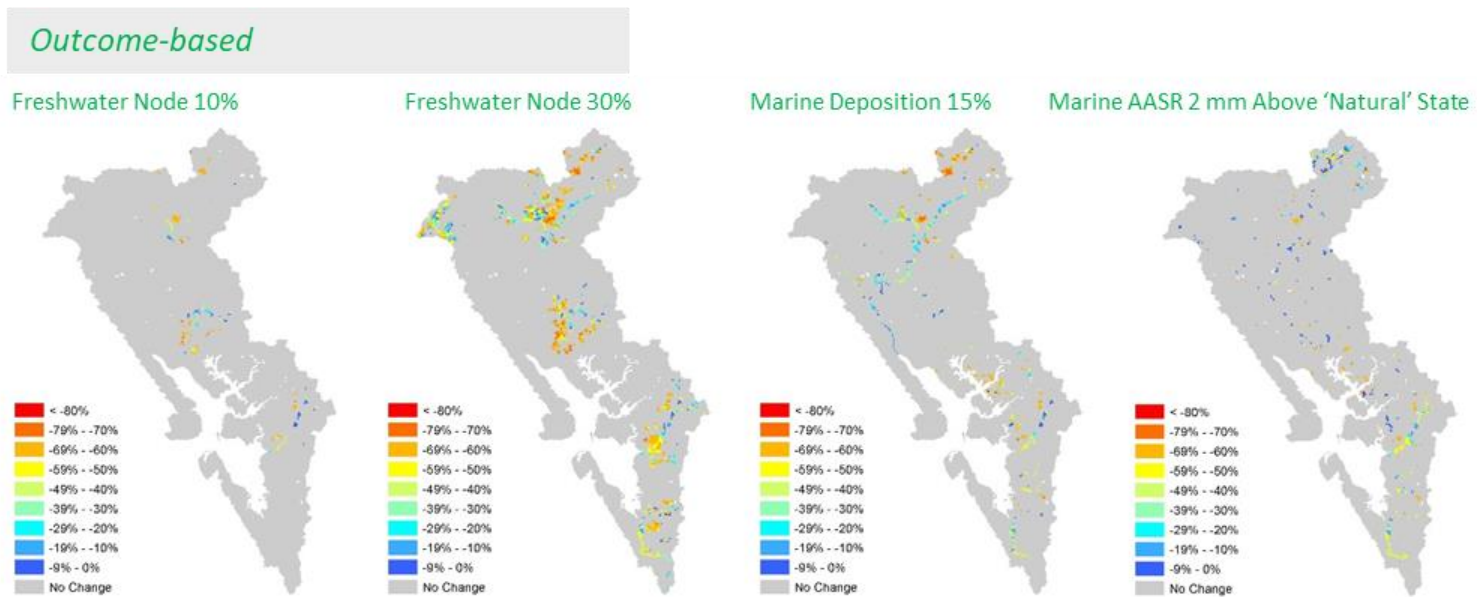 Outcome-based
Freshwater Node 10%
Freshwater Node 30%
Marine Deposition 15%
Marine AASR 2 mm Above ‘Natural’ State
< -80%
-79% - -70%
-69% - -60%
-59% - -50%
-49% - -40%
-39% - -30%
-29% - -20%
-19% - -10%
-9% - 0%
No Change
< -80%
-79% - -70%
-69% - -60%
-59% - -50%
-49% - -40%
-39% - -30%
-29% - -20%
-19% - -10%
-9% - 0%
No Change
< -80%
-79% - -70%
-69% - -60%
-59% - -50%
-49% - -40%
-39% - -30%
-29% - -20%
-19% - -10%
-9% - 0%
No Change
< -80%
-79% - -70%
-69% - -60%
-59% - -50%
-49% - -40%
-39% - -30%
-29% - -20%
-19% - -10%
-9% - 0%
No Change